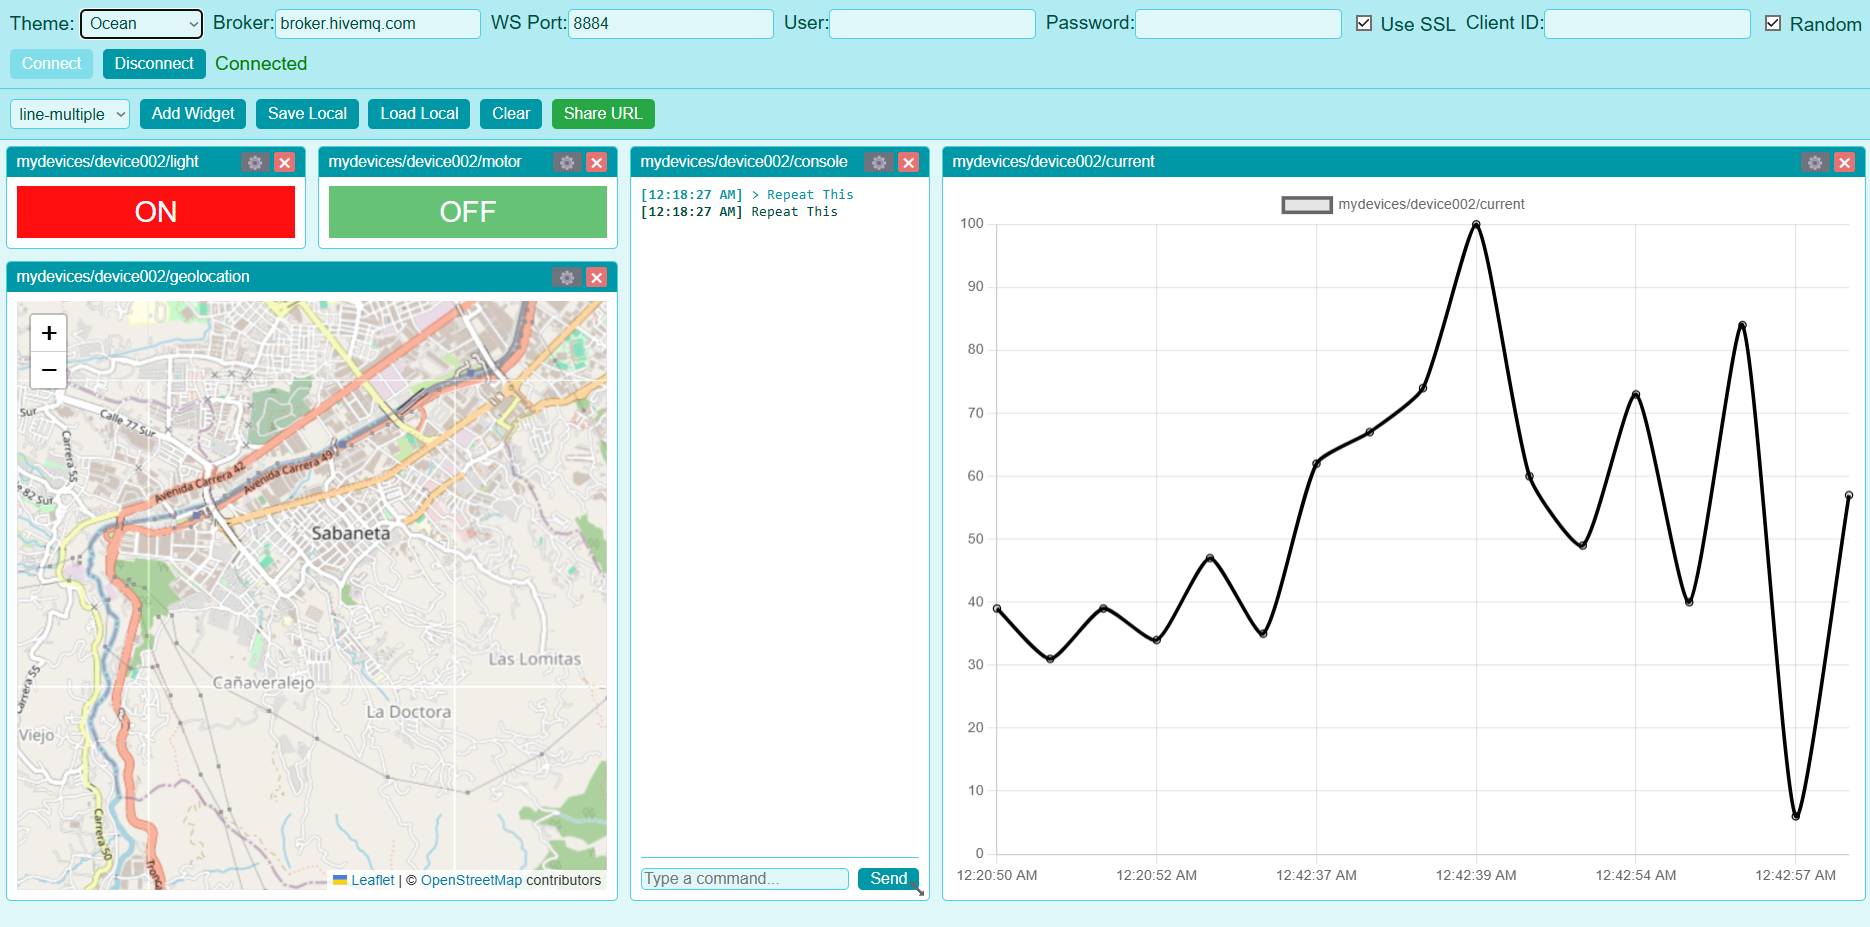 Theme: Ocean Broker: broker.hivemq.com WS Port: 8884 User: Password: Use SSL Client ID: Random
Connect Disconnect Connected
line-multiple Add Widget Save Local Load Local Clear Share URL
mydevices/device002/light
ON
mydevices/device002/motor
OFF
mydevices/device002/geolocation
+
−
Sur
Calle 77 Sur
Carrera 55
82 Sur
Avenida Carrera 42
Avenida Carrera 49
Sabaneta
Las Lomitas
Cañaveralejo
La Doctora
Carrera 55
Viejo
Carrera 50
Leaflet | © OpenStreetMap contributors
mydevices/device002/console
[12:18:27 AM] > Repeat This
[12:18:27 AM] Repeat This
Type a command... Send
mydevices/device002/current
mydevices/device002/current
100
90
80
70
60
50
40
30
20
10
0
12:20:50 AM 12:20:52 AM 12:42:37 AM 12:42:39 AM 12:42:54 AM 12:42:57 AM